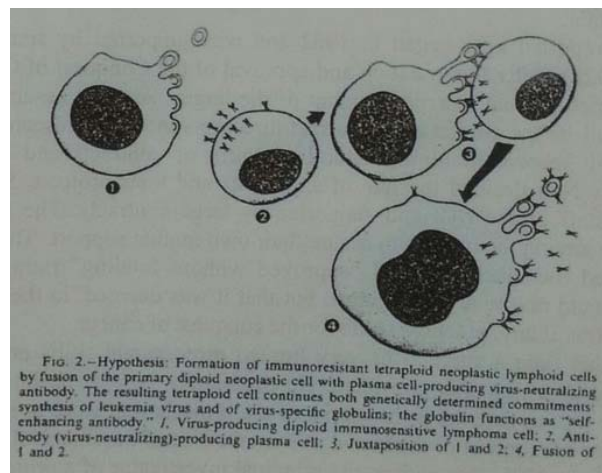 1
2
3
4
FIG. 2.—Hypothesis: Formation of immunoresistant tetraploid neoplastic lymphoid cells
by fusion of the primary diploid neoplastic cell with plasma cell-producing virus-neutralizing
antibody. The resulting tetraploid cell continues both genetically determined commitments:
synthesis of leukemia virus and of virus-specific globulins; the globulin functions as "self-
enhancing antibody." 1, Virus-producing diploid immunosensitive lymphoma cell; 2, Anti-
body (virus-neutralizing)-producing plasma cell; 3, Juxtaposition of 1 and 2; 4, Fusion of
1 and 2.